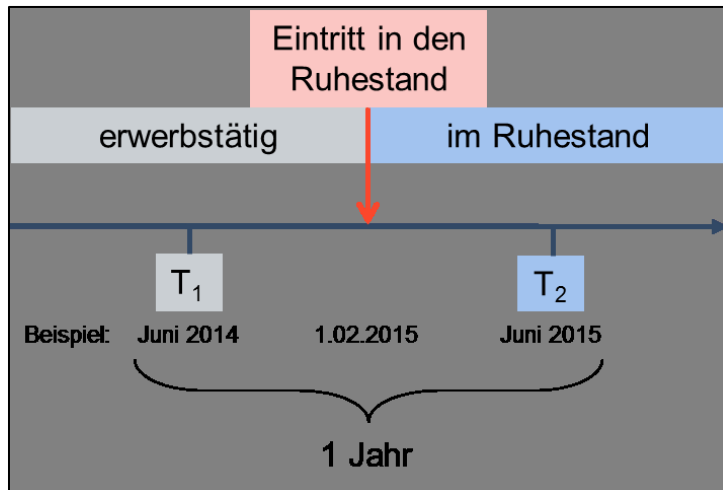 Eintritt in den
Ruhestand
erwerbstätig
im Ruhestand
T₁
T₂
Beispiel: Juni 2014 1.02.2015 Juni 2015
1 Jahr